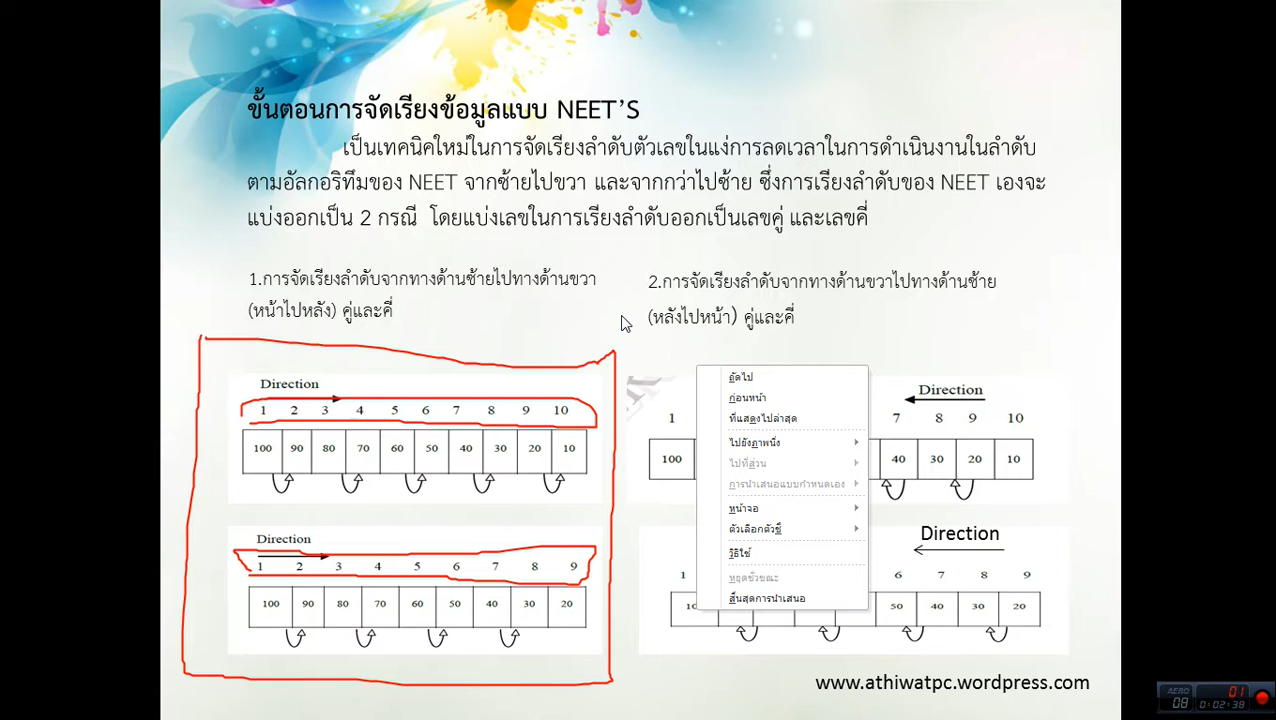 ขั้นตอนการจัดเรียงข้อมูลแบบ NEET’S
เป็นเทคนิคใหม่ในการจัดเรียงลำดับตัวเลขในแง่การลดเวลาในการดำเนินงานในลำดับ
ตามอัลกอริทึมของ NEET จากซ้ายไปขวา และจากกว่าไปซ้าย ซึ่งการเรียงลำดับของ NEET เองจะ
แบ่งออกเป็น 2 กรณี โดยแบ่งเลขในการเรียงลำดับออกเป็นเลขคู่ และเลขคี่
1.การจัดเรียงลำดับจากทางด้านซ้ายไปทางด้านขวา
(หน้าไปหลัง) คู่และคี่
Direction
1 2 3 4 5 6 7 8 9 10
100 90 80 70 60 50 40 30 20 10
Direction
1 2 3 4 5 6 7 8 9
100 90 80 70 60 50 40 30 20
2.การจัดเรียงลำดับจากทางด้านขวาไปทางด้านซ้าย
(หลังไปหน้า) คู่และคี่
Direction
1 7 8 9 10
100 40 30 20 10
Direction
1 6 7 8 9
50 40 30 20
ถัดไป
ก่อนหน้า
ที่แสดงไปล่าสุด
ไปยังภาพนิ่ง
ไปที่ส่วน
การนำเสนอแบบกำหนดเอง
หน้าจอ
ตัวเลือกตัวชี้
วิธีใช้
หยุดชั่วขณะ
สิ้นสุดการนำเสนอ
www.athiwatpc.wordpress.com
AERO 01
08 0:02:38